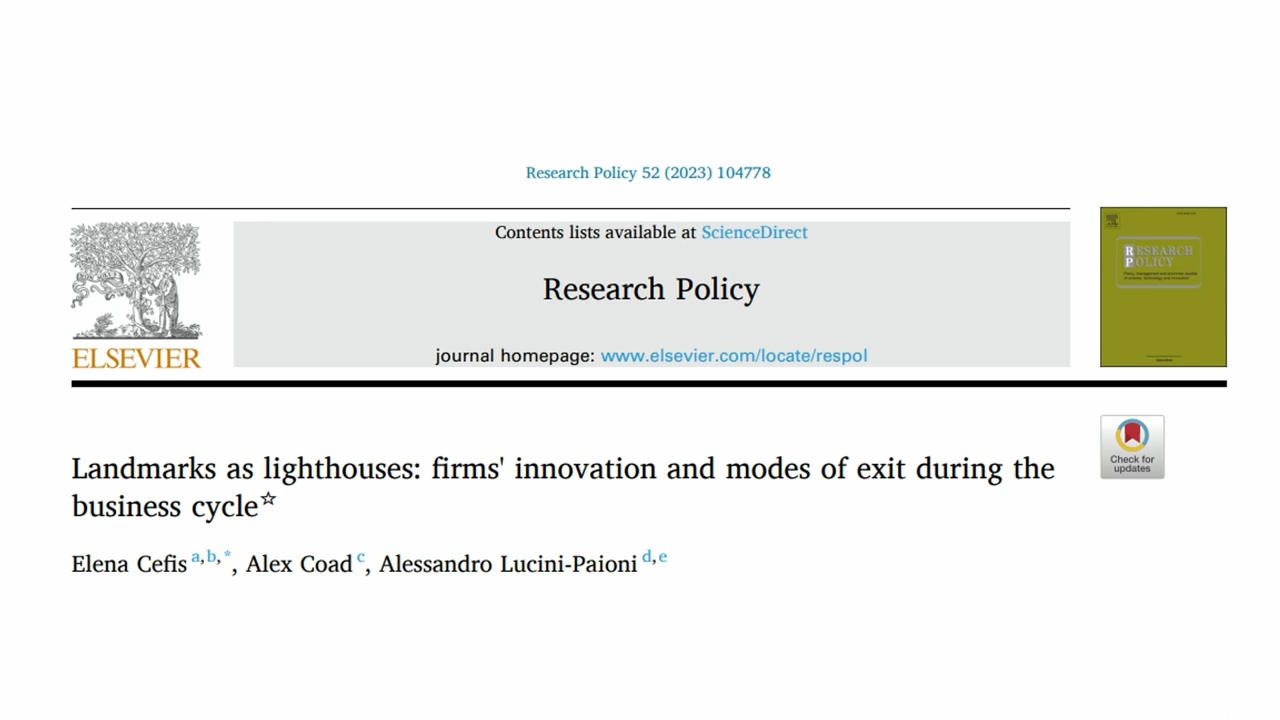 Research Policy 52 (2023) 104778
Contents lists available at ScienceDirect
Research Policy
journal homepage: www.elsevier.com/locate/respol
ELSEVIER
RESEARCH
POLICY
Check for
updates
Landmarks as lighthouses: firms' innovation and modes of exit during the
business cycle☆
Elena Cefis a,b,*, Alex Coad c, Alessandro Lucini-Paioni d,e